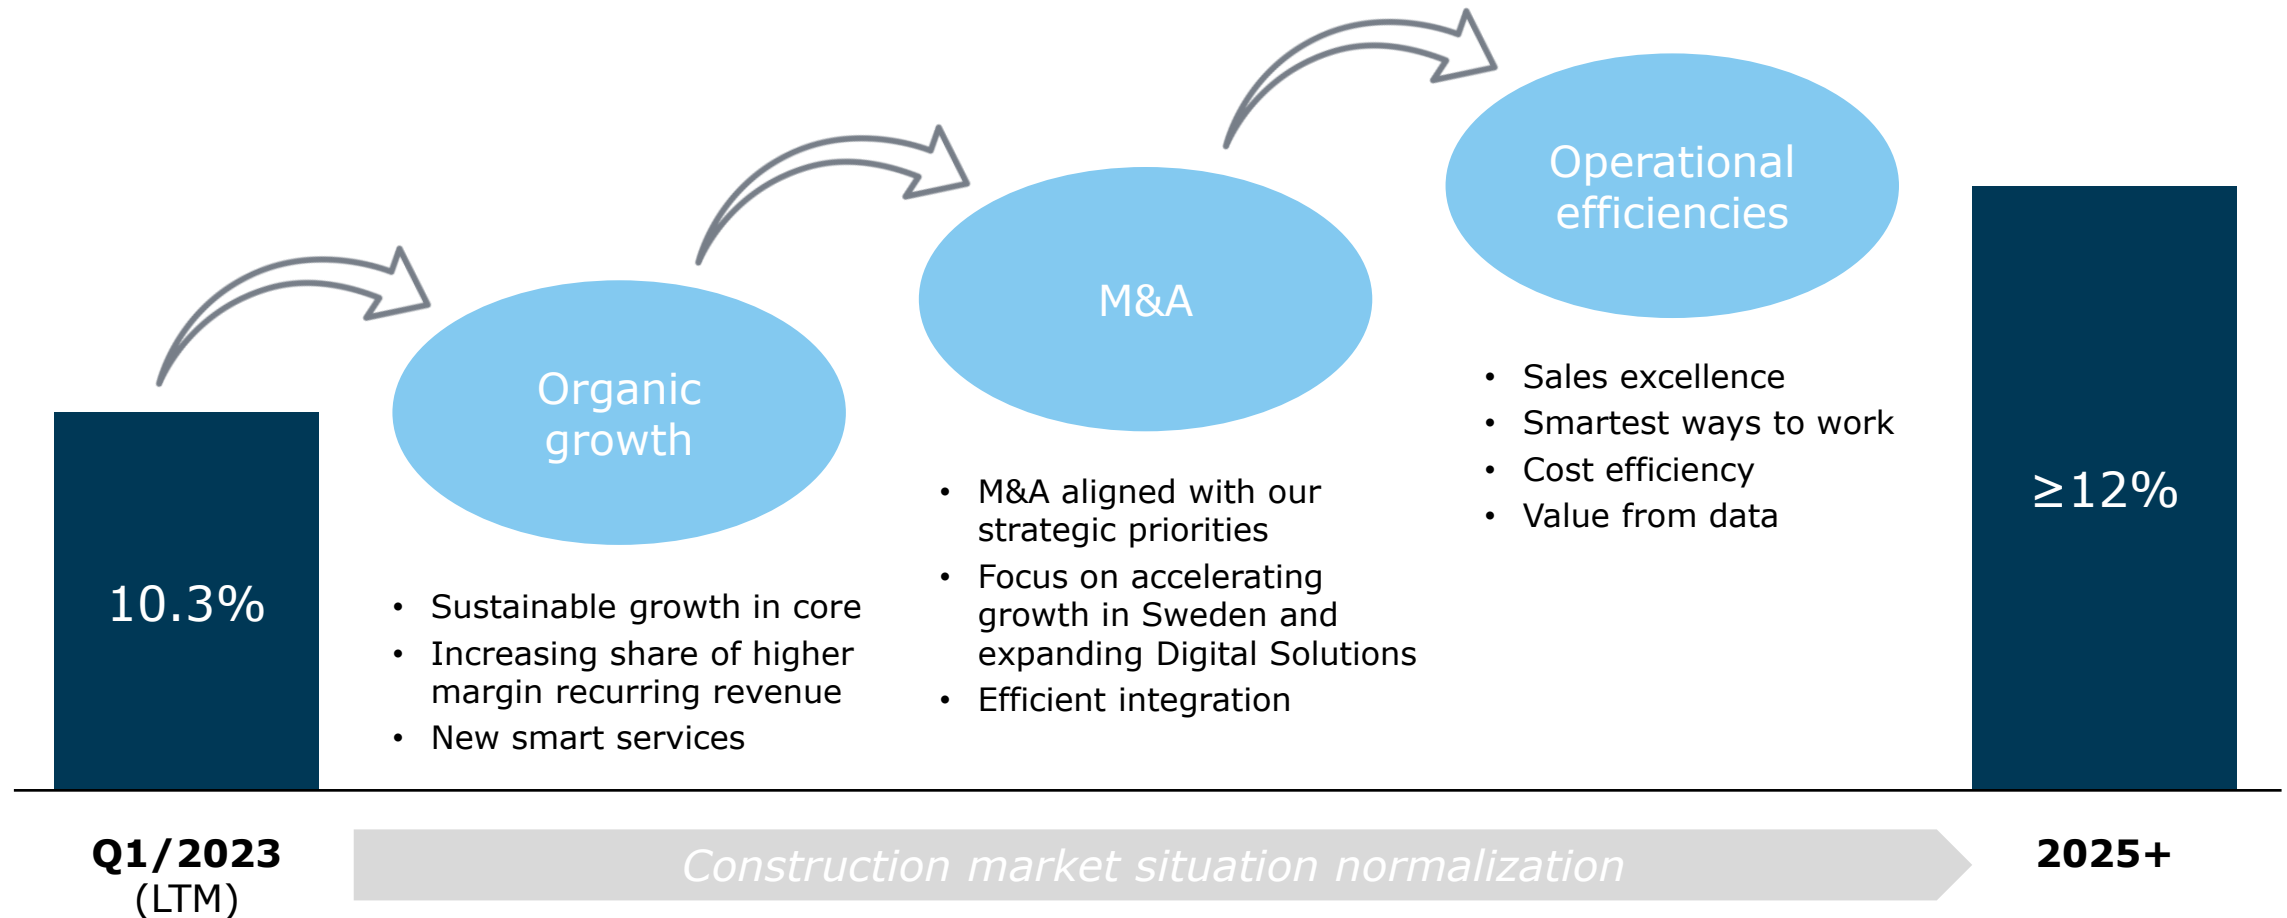 10.3%
Organic
growth
• Sustainable growth in core
• Increasing share of higher
margin recurring revenue
• New smart services
M&A
• M&A aligned with our
strategic priorities
• Focus on accelerating
growth in Sweden and
expanding Digital Solutions
• Efficient integration
Operational
efficiencies
• Sales excellence
• Smartest ways to work
• Cost efficiency
• Value from data
≥12%
Q1/2023
(LTM)
Construction market situation normalization
2025+